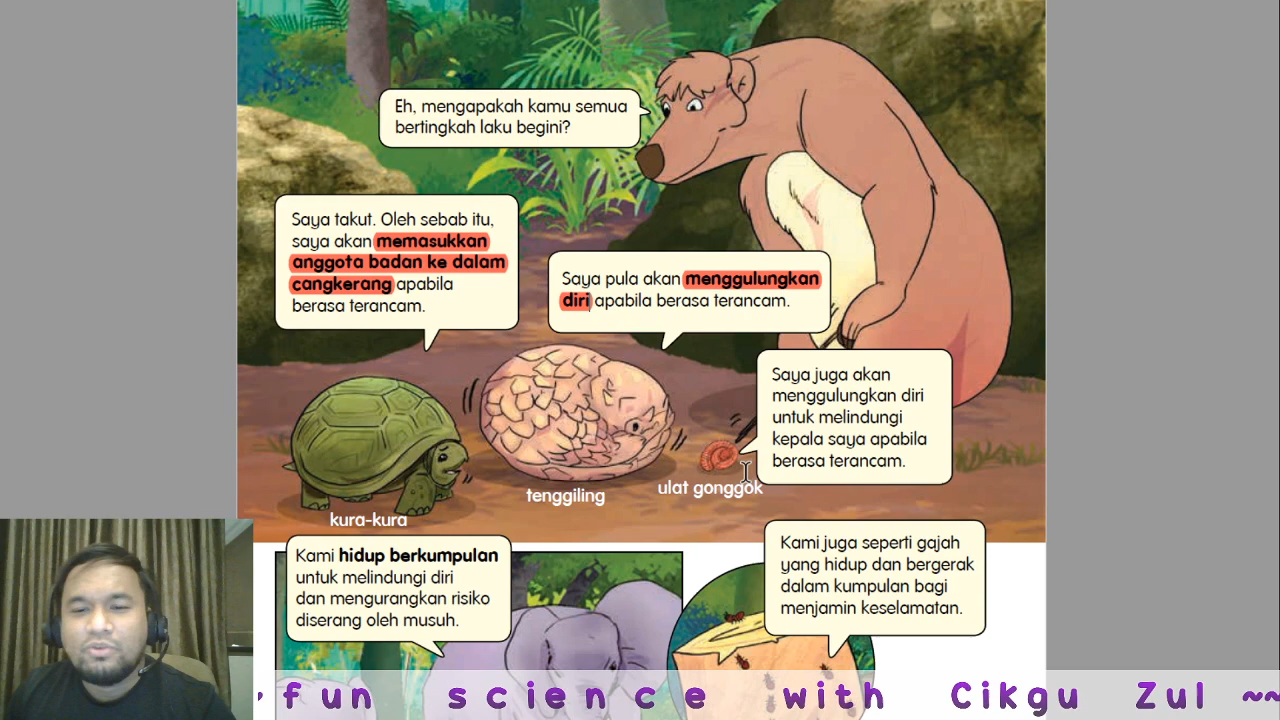 Eh, mengapakah kamu semua
bertingkah laku begini?
Saya takut. Oleh sebab itu,
saya akan memasukkan
anggota badan ke dalam
cangkerang apabila
berasa terancam.
Saya pula akan menggulungkan
diri apabila berasa terancam.
Saya juga akan
menggulungkan diri
untuk melindungi
kepala saya apabila
berasa terancam.
kura-kura
tenggiling
ulat gonggok
Kami hidup berkumpulan
untuk melindungi diri
dan mengurangkan risiko
diserang oleh musuh.
Kami juga seperti gajah
yang hidup dan bergerak
dalam kumpulan bagi
menjamin keselamatan.
fun science with Cikgu Zul ~~